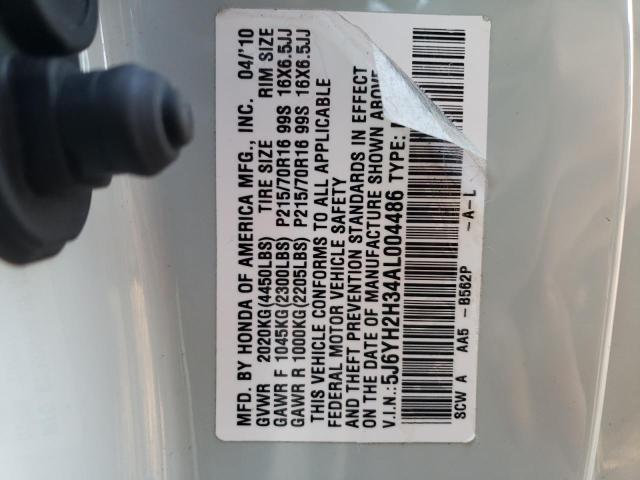 MFD. BY HONDA OF AMERICA MFG., INC. 04/'10
GVWR 2020KG(4450LBS) TIRE SIZE RIM SIZE
GAWR F 1045KG(2300LBS) P215/70R16 99S 16X6.5JJ
GAWR R 1000KG(2205LBS) P215/70R16 99S 16X6.5JJ
THIS VEHICLE CONFORMS TO ALL APPLICABLE
FEDERAL MOTOR VEHICLE SAFETY
AND THEFT PREVENTION STANDARDS IN EFFECT
ON THE DATE OF MANUFACTURE SHOWN ABOVE
V.I.N.:5J6YH2H34AL004486 TYPE:
SCW A AA5 -B562P -A-L